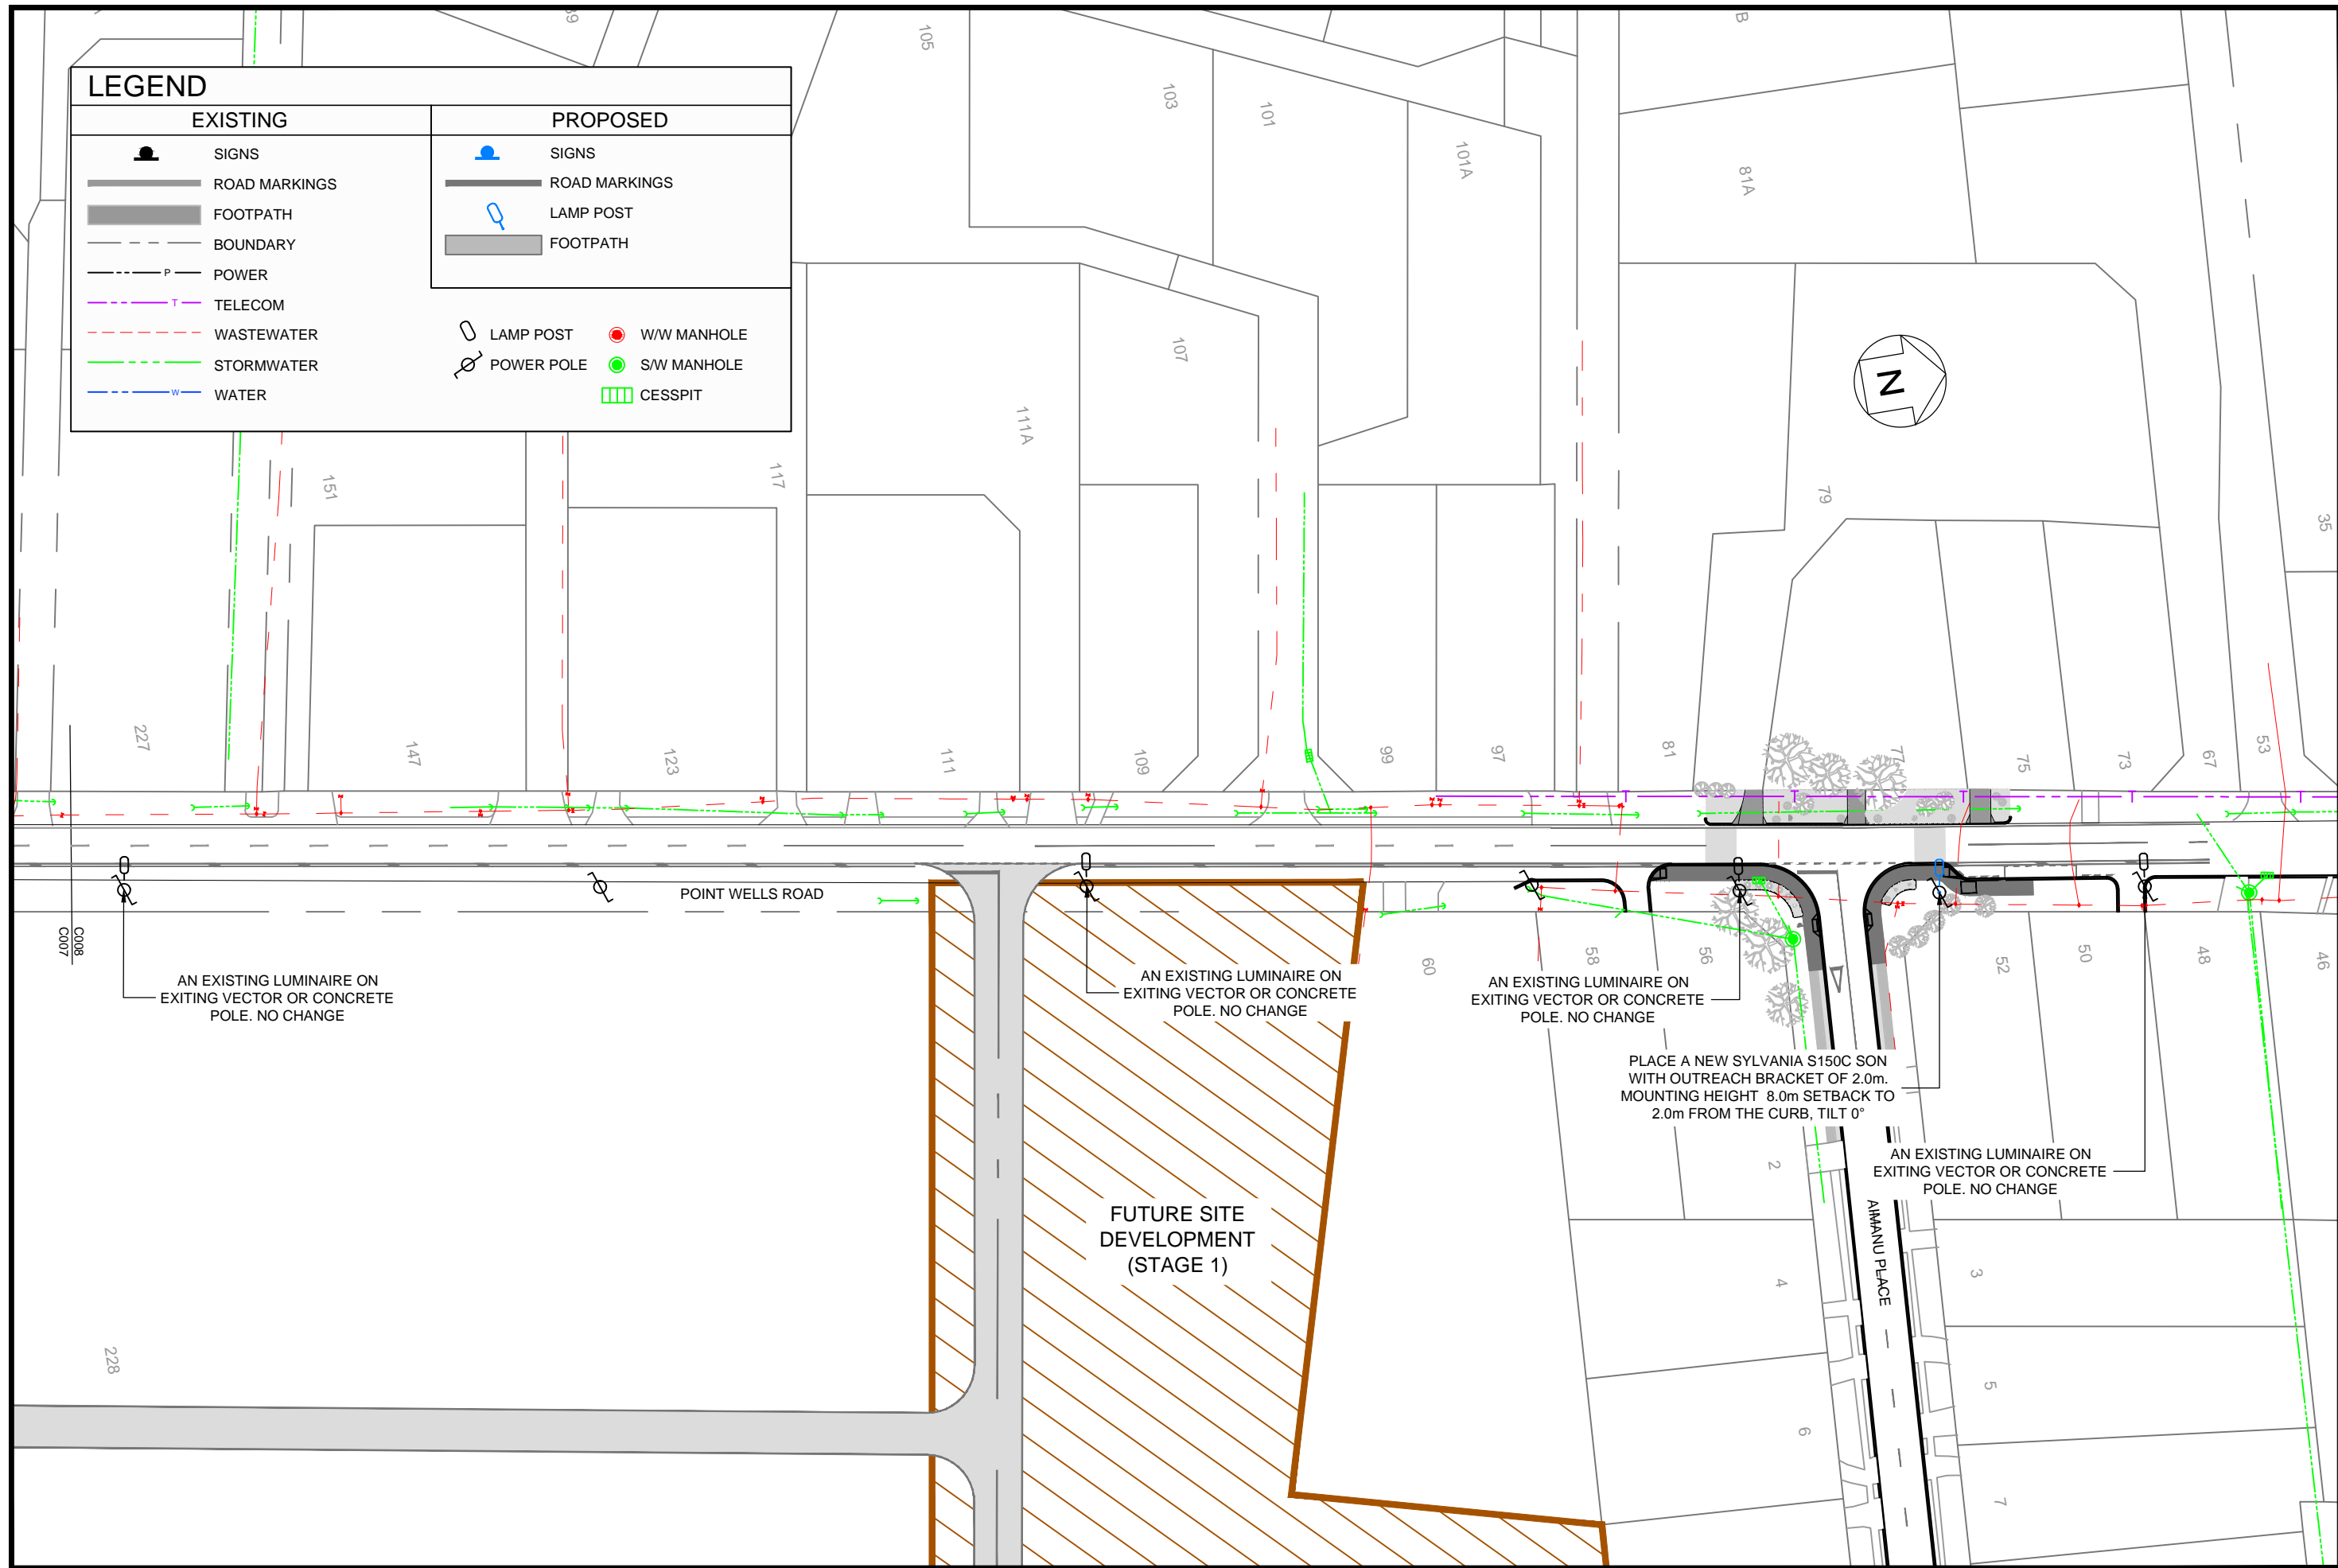 LEGEND
EXISTING
SIGNS
ROAD MARKINGS
FOOTPATH
BOUNDARY
P POWER
T TELECOM
WASTEWATER
STORMWATER
W WATER
PROPOSED
SIGNS
ROAD MARKINGS
LAMP POST
FOOTPATH
LAMP POST
POWER POLE
W/W MANHOLE
S/W MANHOLE
CESSPIT
105
103
101
101A
B
81A
107
111A
117
151
79
35
N
227
147
123
111
109
99
97
81
77
75
73
67
53
T
T
T
T
T
POINT WELLS ROAD
C008
C007
60
58
56
52
50
48
46
AN EXISTING LUMINAIRE ON
EXITING VECTOR OR CONCRETE
POLE. NO CHANGE
AN EXISTING LUMINAIRE ON
EXITING VECTOR OR CONCRETE
POLE. NO CHANGE
AN EXISTING LUMINAIRE ON
EXITING VECTOR OR CONCRETE
POLE. NO CHANGE
PLACE A NEW SYLVANIA S150C SON
WITH OUTREACH BRACKET OF 2.0m.
MOUNTING HEIGHT 8.0m SETBACK TO
2.0m FROM THE CURB, TILT 0°
AN EXISTING LUMINAIRE ON
EXITING VECTOR OR CONCRETE
POLE. NO CHANGE
FUTURE SITE
DEVELOPMENT
(STAGE 1)
AIMANU PLACE
2
4
6
3
5
7
228